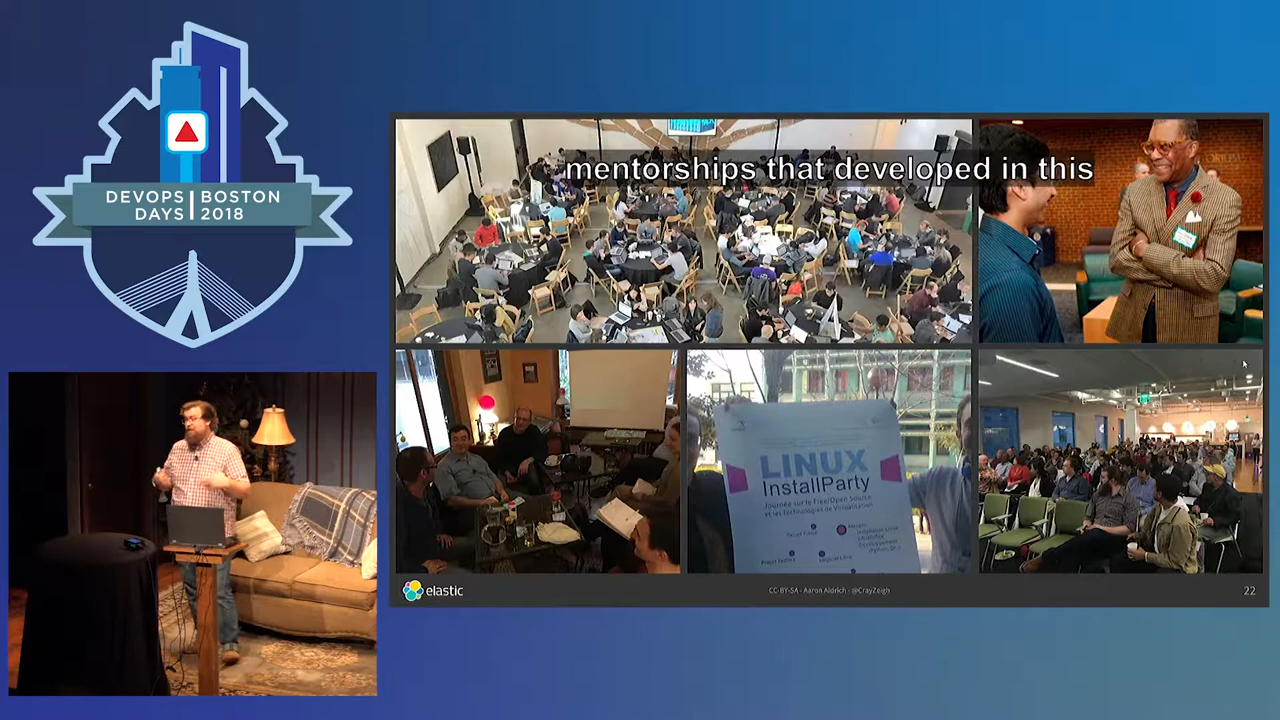 DEVOPS
DAYS
BOSTON
2018
mentorships that developed in this
LINUX
InstallParty
Journée sur le Free/Open Source
et les Technologies de Virtualisation
elastic
CC-BY-SA - Aaron Aldrich - @CrayZeigh
22